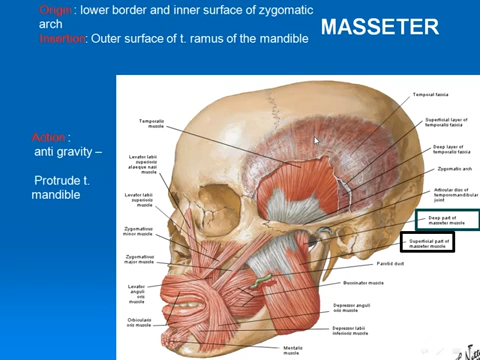 Origin : lower border and inner surface of zygomatic
arch
Insertion: Outer surface of t. ramus of the mandible
MASSETER
Action :
anti gravity –
Protrude t.
mandible
Temporalis
muscle
Levator labii
superioris
alaeque nasi
muscle
Levator labii
superioris
muscle
Zygomaticus
minor muscle
Zygomaticus
major muscle
Levator
anguli
oris
muscle
Orbicularis
oris muscle
Mentalis
muscle
Temporal fascia
Superficial layer of
temporalis fascia
Deep layer of
temporalis fascia
Zygomatic arch
Articular disc of
temporomandibular
joint
Deep part of
masseter muscle
Superficial part of
masseter muscle
Parotid duct
Buccinator muscle
Depressor anguli
oris muscle
Depressor labii
inferioris muscle